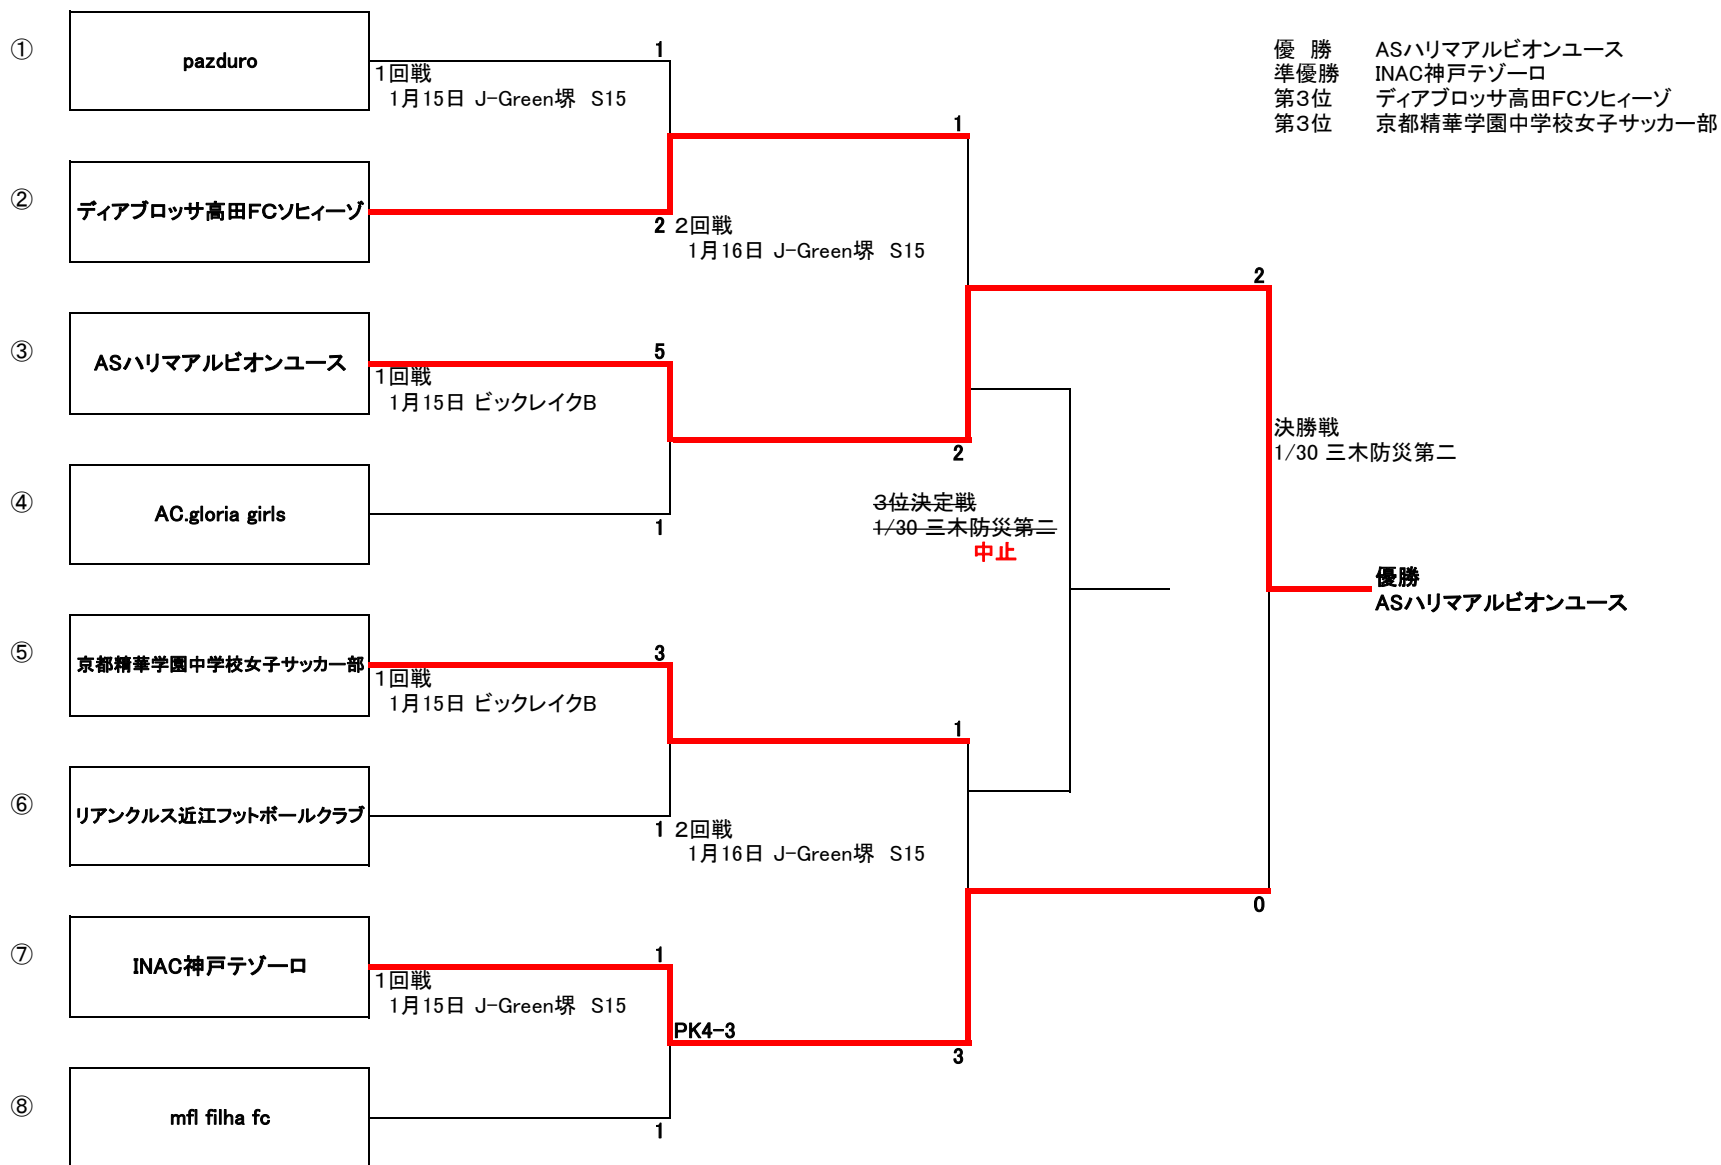 優 勝 ASハリマアルビオンユース
準優勝 INAC神戸テゾーロ
第3位 ディアブロッサ高田FCソヒィーゾ
第3位 京都精華学園中学校女子サッカー部
① pazduro
1
1回戦
1月15日 J-Green堺 S15
1
② ディアブロッサ高田FCソヒィーゾ
2
2回戦
1月16日 J-Green堺 S15
2
③ ASハリマアルビオンユース
5
1回戦
1月15日 ビックレイクB
2
決勝戦
1/30 三木防災第二
④ AC.gloria girls
1
3位決定戦
1/30 三木防災第二
中止
優勝
ASハリマアルビオンユース
⑤ 京都精華学園中学校女子サッカー部
3
1回戦
1月15日 ビックレイクB
1
⑥ リアンクルス近江フットボールクラブ
1
2回戦
1月16日 J-Green堺 S15
0
⑦ INAC神戸テゾーロ
1
1回戦
1月15日 J-Green堺 S15
PK4-3
3
⑧ mfl filha fc
1